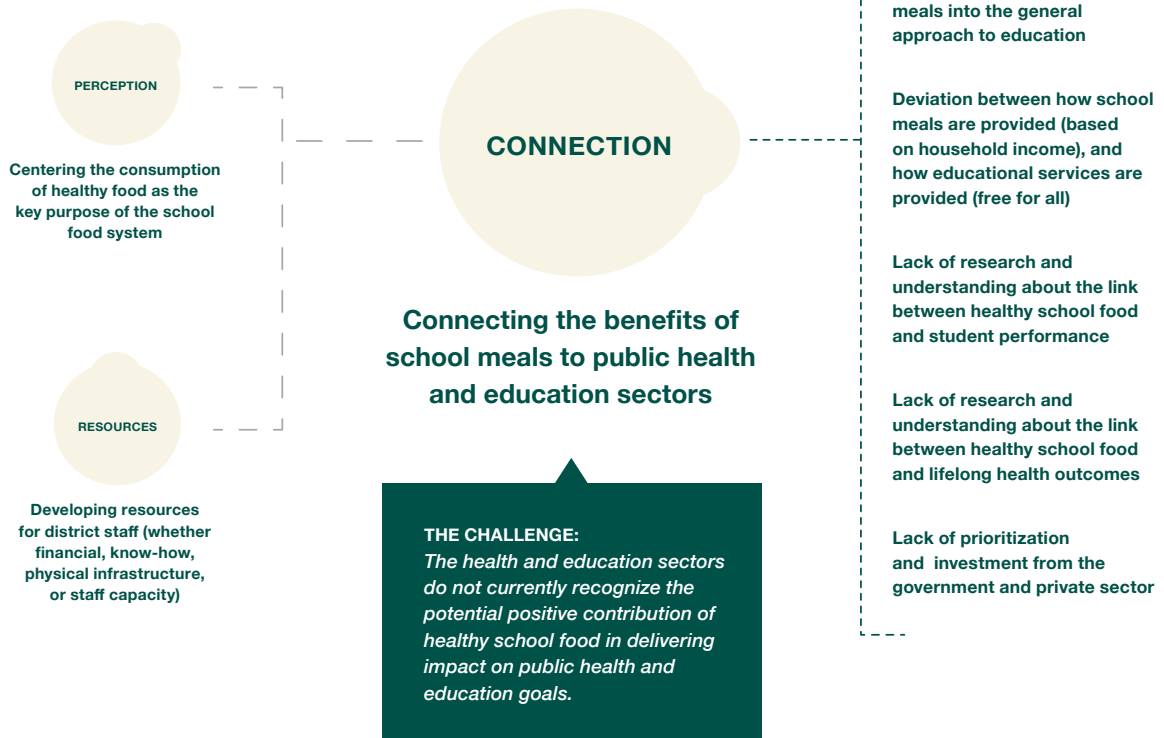 PERCEPTION
Centering the consumption
of healthy food as the
key purpose of the school
food system
RESOURCES
Developing resources
for district staff (whether
financial, know-how,
physical infrastructure,
or staff capacity)
CONNECTION
Connecting the benefits of
school meals to public health
and education sectors
THE CHALLENGE:
The health and education sectors
do not currently recognize the
potential positive contribution of
healthy school food in delivering
impact on public health and
education goals.
meals into the general
approach to education
Deviation between how school
meals are provided (based
on household income), and
how educational services are
provided (free for all)
Lack of research and
understanding about the link
between healthy school food
and student performance
Lack of research and
understanding about the link
between healthy school food
and lifelong health outcomes
Lack of prioritization
and  investment from the
government and private sector